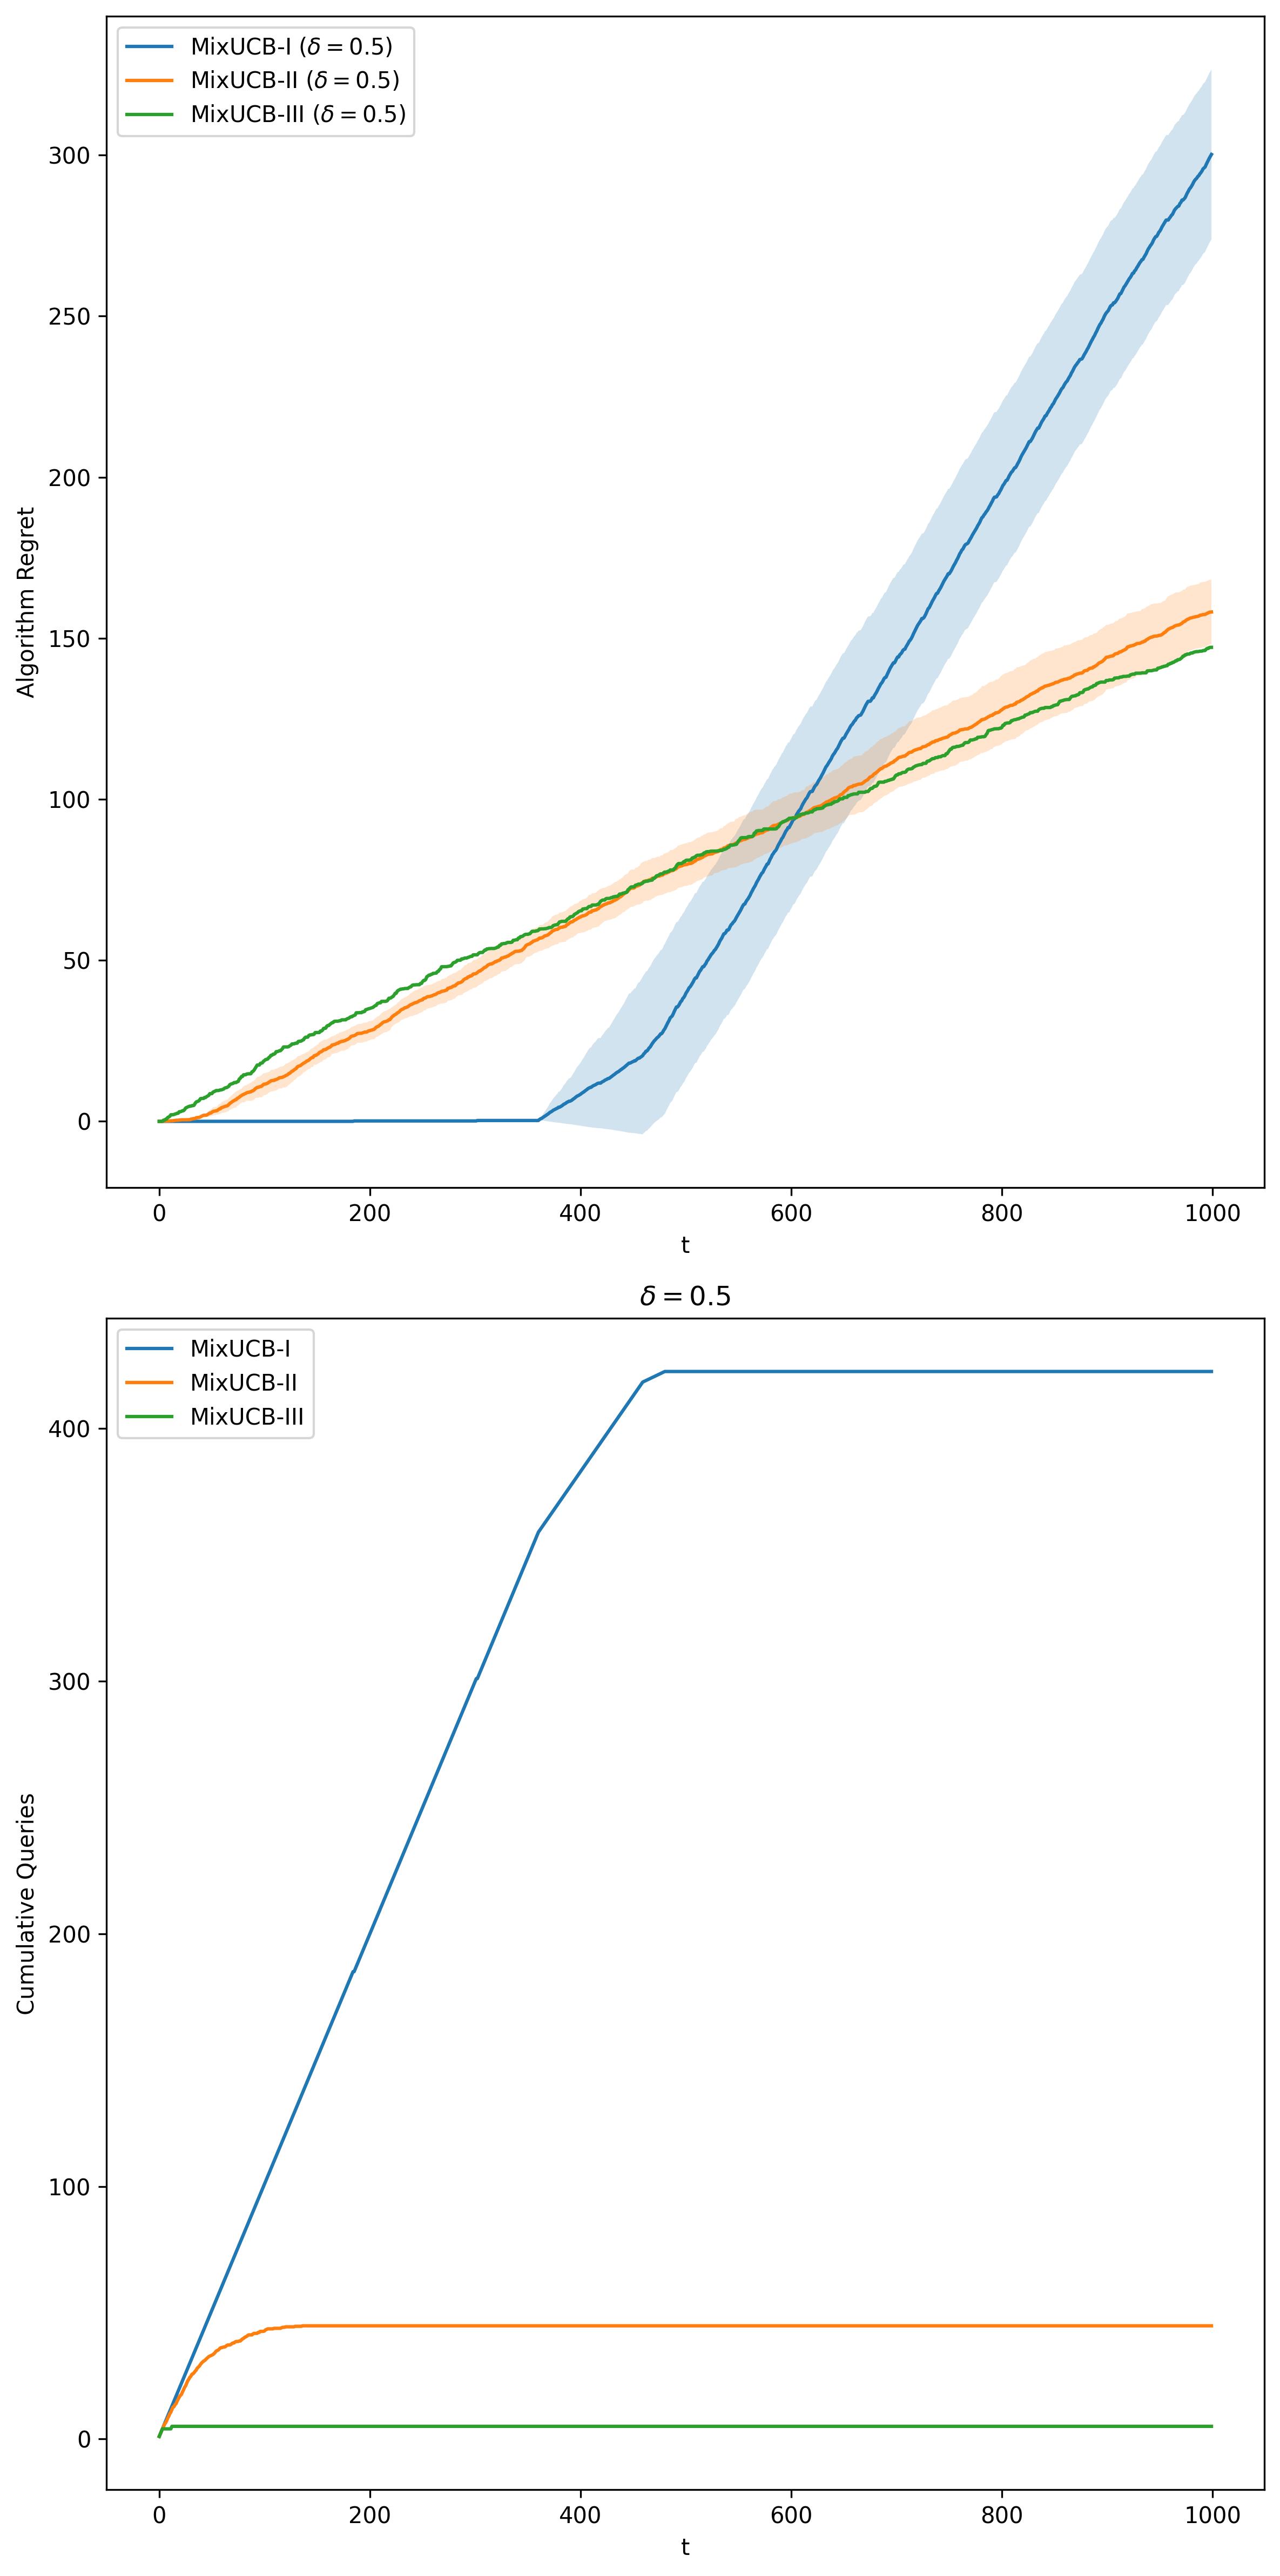 MixUCB-I (δ = 0.5)
MixUCB-II (δ = 0.5)
MixUCB-III (δ = 0.5)
300
250
200
150
100
50
0
Algorithm Regret
0 200 400 600 800 1000
t
δ = 0.5
MixUCB-I
MixUCB-II
MixUCB-III
400
300
200
100
0
Cumulative Queries
0 200 400 600 800 1000
t